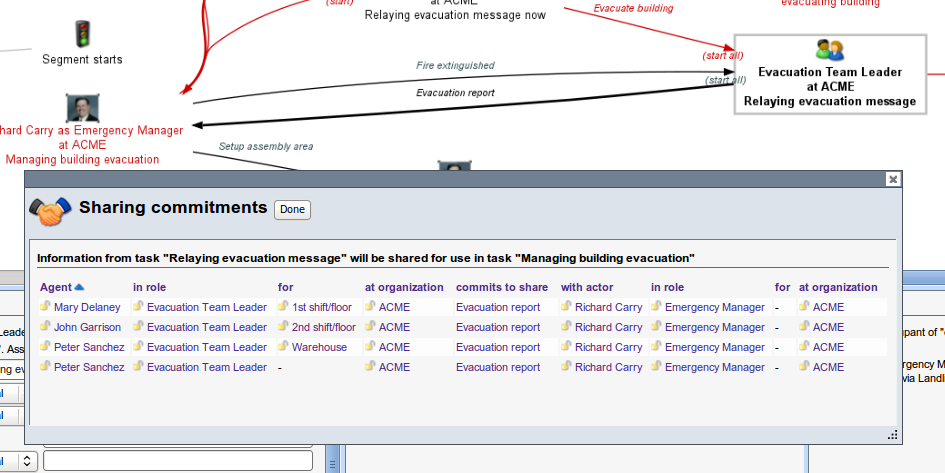 (start)
at ACME
Relaying evacuation message now
Evacuate building
evacuating building
Segment starts
(start all)
Fire extinguished
(start all)
Evacuation Team Leader
at ACME
Relaying evacuation message
Evacuation report
hard Carry as Emergency Manager
at ACME
Managing building evacuation
Setup assembly area
Sharing commitments Done
Information from task "Relaying evacuation message" will be shared for use in task "Managing building evacuation"
Agent in role for at organization commits to share with actor in role for at organization
Mary Delaney Evacuation Team Leader 1st shift/floor ACME Evacuation report Richard Carry Emergency Manager - ACME
John Garrison Evacuation Team Leader 2nd shift/floor ACME Evacuation report Richard Carry Emergency Manager - ACME
Peter Sanchez Evacuation Team Leader Warehouse ACME Evacuation report Richard Carry Emergency Manager - ACME
Peter Sanchez Evacuation Team Leader - ACME Evacuation report Richard Carry Emergency Manager - ACME
Leade
'. Ass
ng ev
pant of "e
rgency M
via Landli